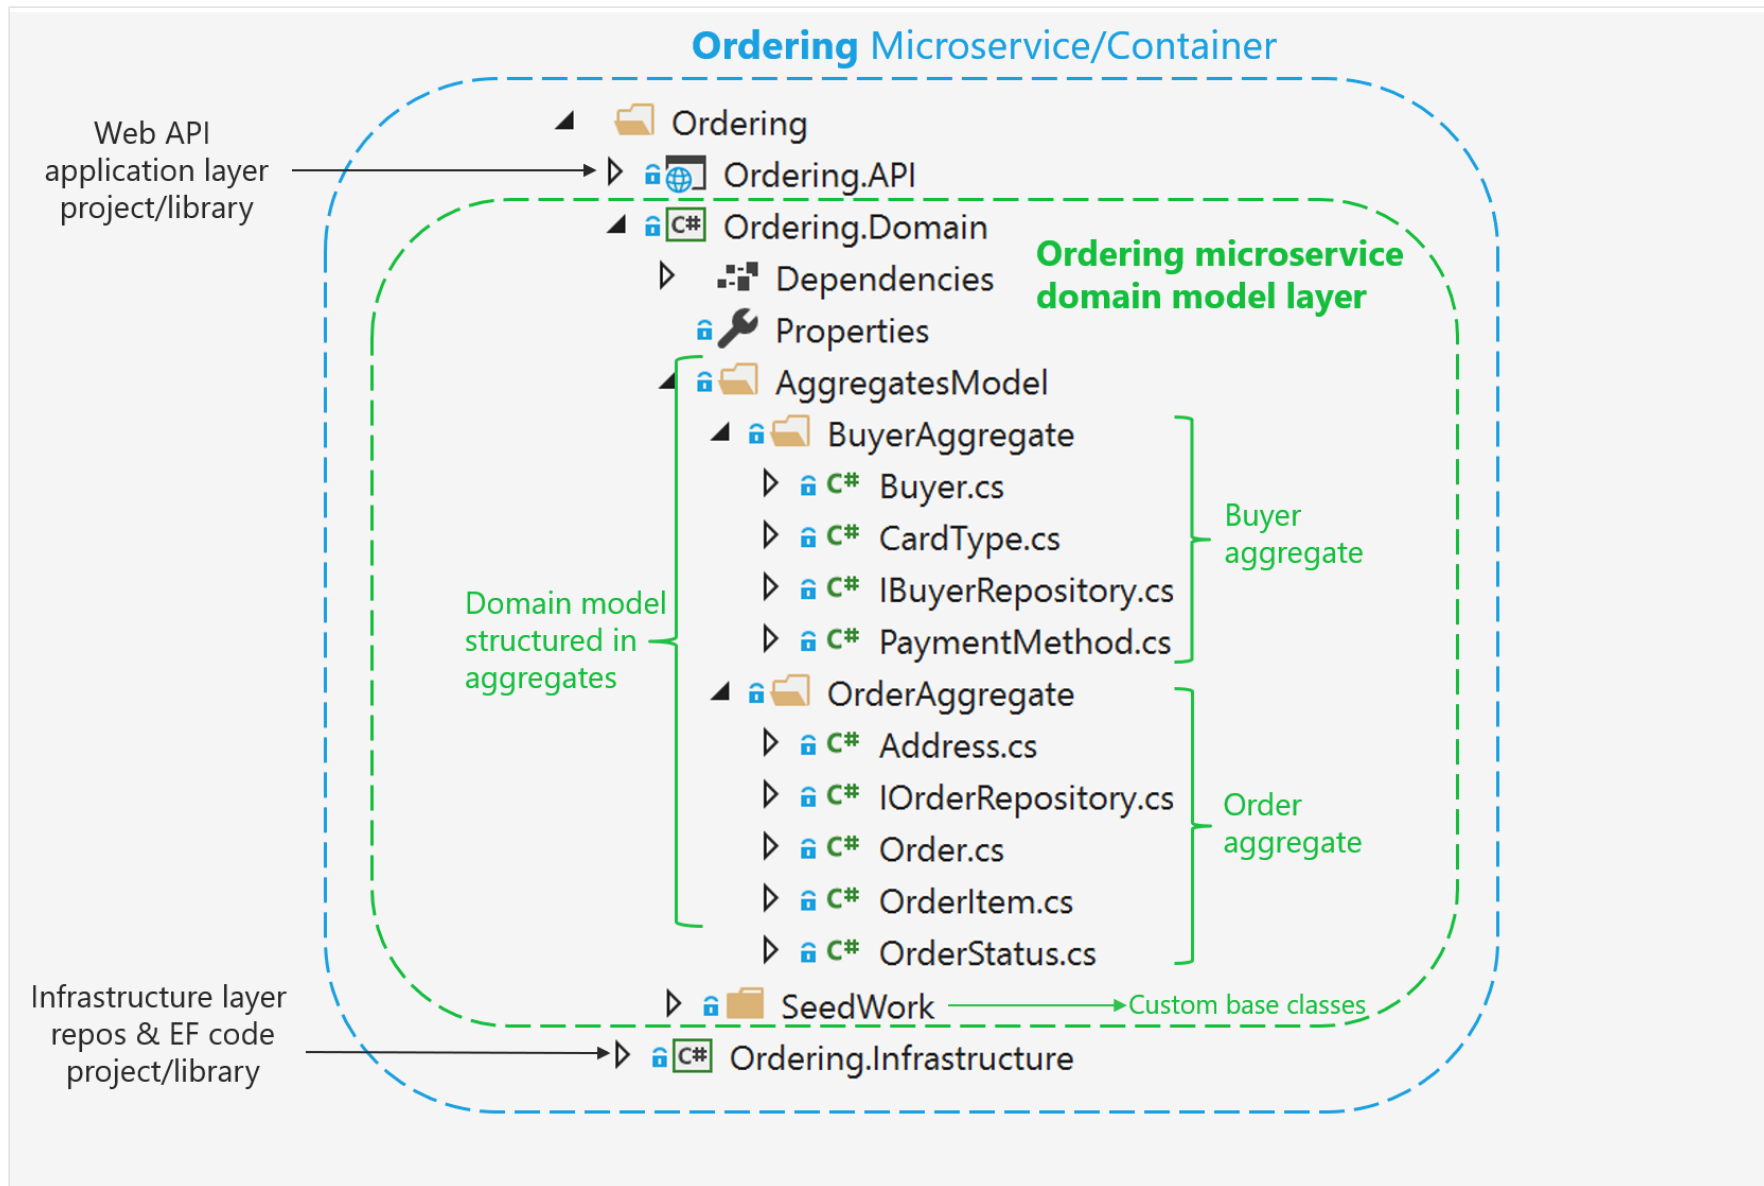 Ordering Microservice/Container
Web API
application layer
project/library
Ordering
Ordering.API
C# Ordering.Domain
Ordering microservice
domain model layer
Dependencies
Properties
AggregatesModel
BuyerAggregate
C# Buyer.cs
C# CardType.cs
C# IBuyerRepository.cs
C# PaymentMethod.cs
Buyer
aggregate
Domain model
structured in
aggregates
OrderAggregate
C# Address.cs
C# IOrderRepository.cs
C# Order.cs
C# OrderItem.cs
C# OrderStatus.cs
Order
aggregate
SeedWork
Custom base classes
Infrastructure layer
repos & EF code
project/library
C# Ordering.Infrastructure